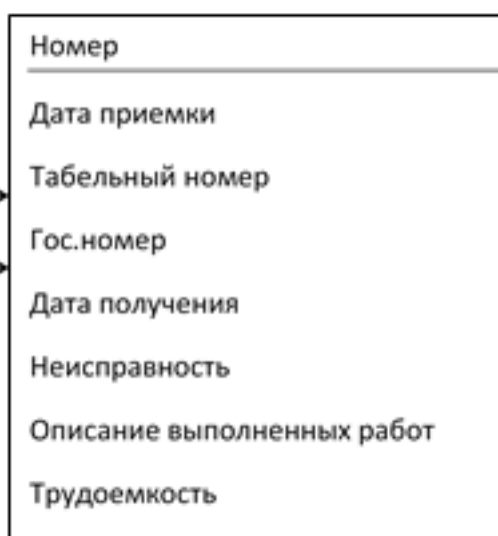 Номер
Дата приемки
Табельный номер
Гос.номер
Дата получения
Неисправность
Описание выполненных работ
Трудоемкость